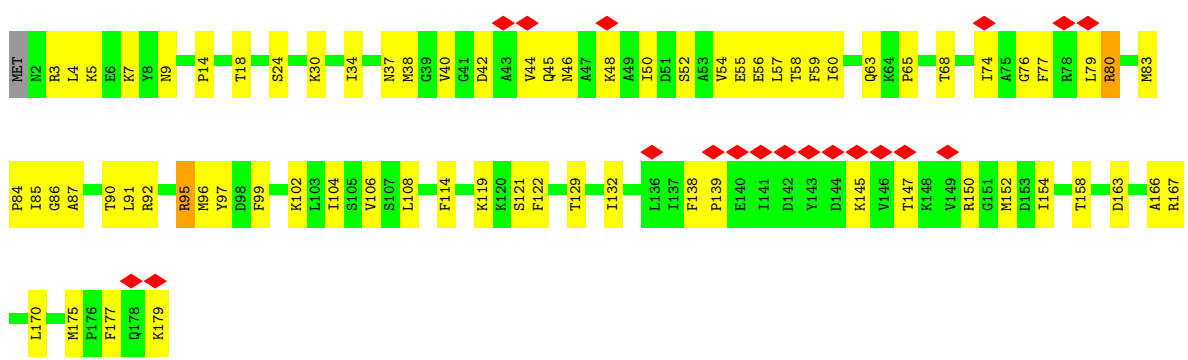 MET N2 R3 L4 K5 E6 K7 Y8 N9 P14 T18 S24 K30 I34 N37 M38 G39 V40 G41 D42 A43 V44 Q45 N46 A47 K48 A49 I50 D51 S52 A53 V54 E55 E56 L57 T58 F59 I60 Q63 K64 P65 T68 I74 A75 G76 F77 R78 L79 R80 M83
P84 I85 G86 A87 T90 L91 R92 R95 M96 Y97 D98 F99 K102 L103 I104 S105 V106 S107 L108 F114 K119 K120 S121 F122 T129 I132 L136 I137 F138 P139 E140 I141 D142 Y143 D144 K145 V146 T147 K148 V149 R150 G151 M152 D153 I154 T158 D163 A166 R167
L170 M175 P176 F177 Q178 K179